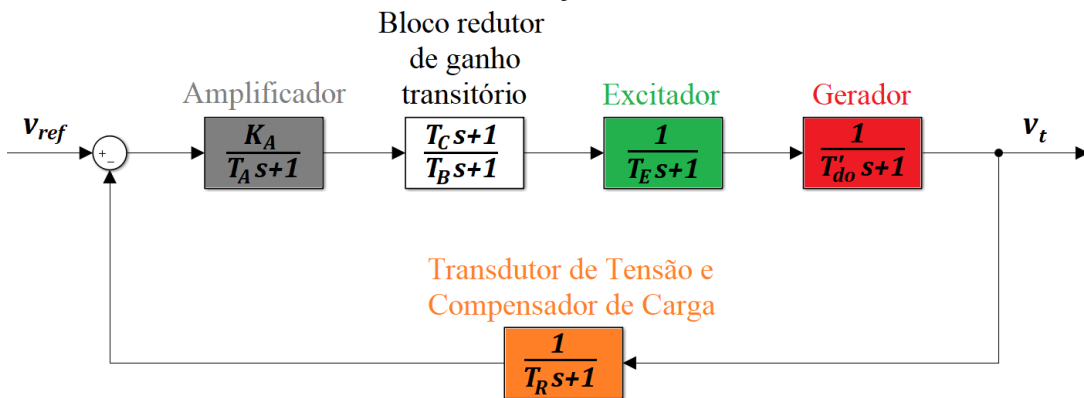 Bloco redutor
de ganho
transitório
Amplificador
Excitador
Gerador
v_ref
+
−
K_A
T_A s+1
T_C s+1
T_B s+1
1
T_E s+1
1
T'_do s+1
v_t
Transdutor de Tensão e
Compensador de Carga
1
T_R s+1